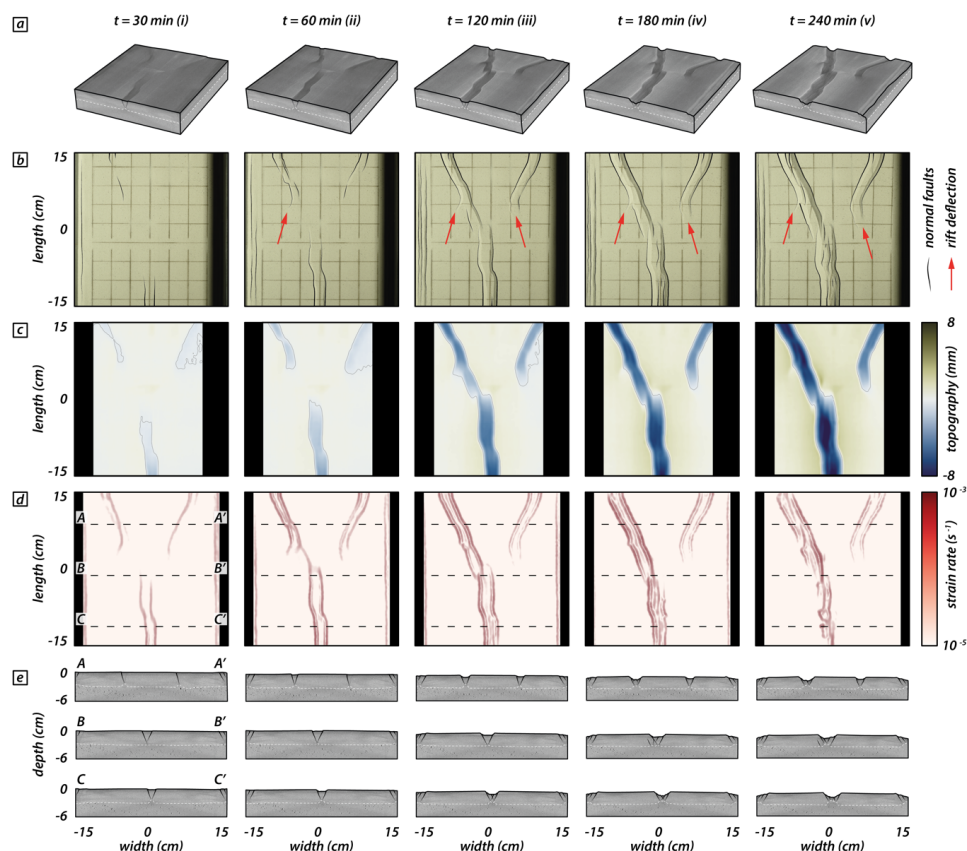 t = 30 min (i) t = 60 min (ii) t = 120 min (iii) t = 180 min (iv) t = 240 min (v)
a
b
15
0
-15
length (cm)
normal faults
rift deflection
c
15
0
-15
length (cm)
8
-8
topography (mm)
d
15
0
-15
length (cm)
A A'
B B'
C C'
10⁻³
10⁻⁵
strain rate (s⁻¹)
e
A A'
0
-6
B B'
0
-6
C C'
0
-6
depth (cm)
-15 0 15 -15 0 15 -15 0 15 -15 0 15 -15 0 15
width (cm) width (cm) width (cm) width (cm) width (cm)